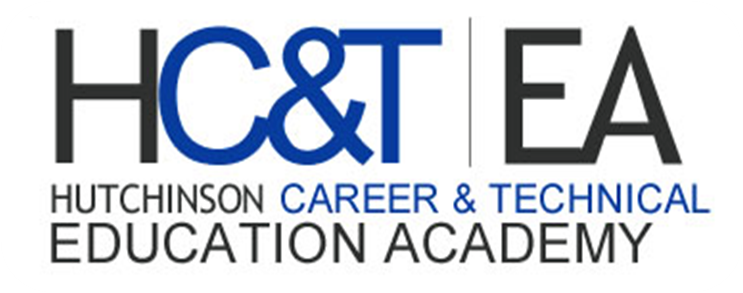 HC&T | EA
HUTCHINSON CAREER & TECHNICAL
EDUCATION ACADEMY